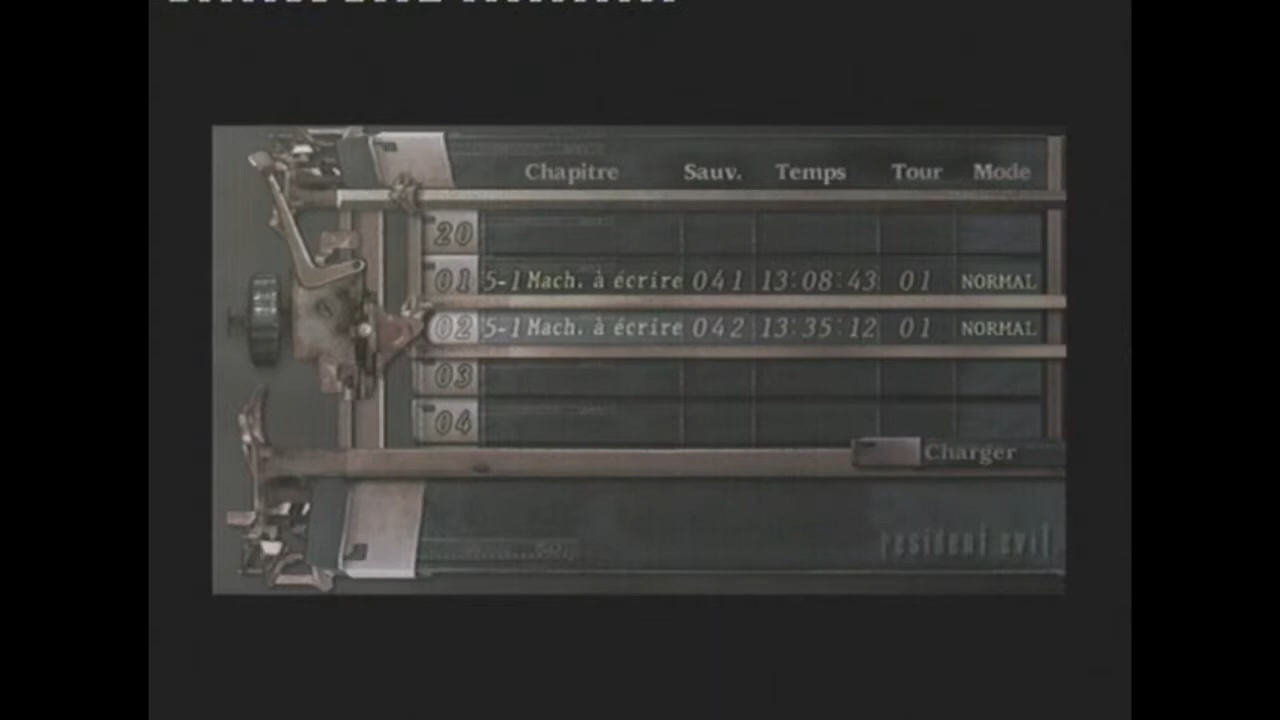 Chapitre Sauv. Temps Tour Mode
20
01 5-1 Mach. à écrire 041 13:08:43 01 NORMAL
02 5-1 Mach. à écrire 042 13:35:12 01 NORMAL
03
04
Charger
resident evil